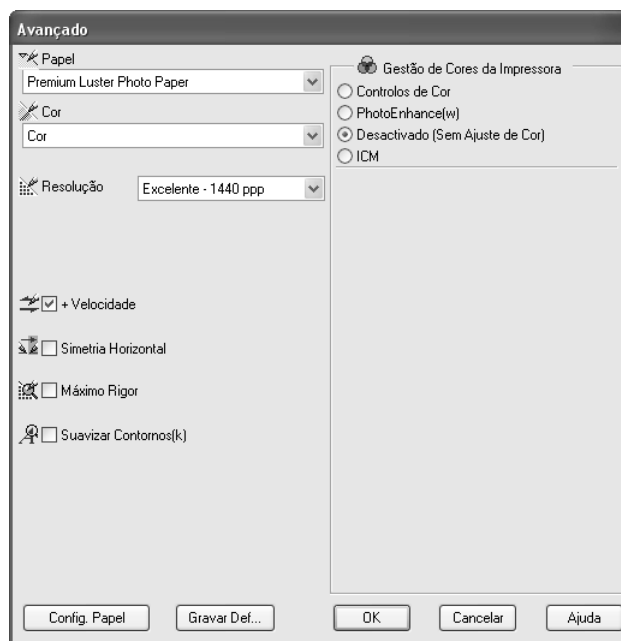 Avançado
Papel
Premium Luster Photo Paper
Cor
Cor
Resolução
Excelente - 1440 ppp
+ Velocidade
Simetria Horizontal
Máximo Rigor
Suavizar Contornos(k)
Gestão de Cores da Impressora
Controlos de Cor
PhotoEnhance(w)
Desactivado (Sem Ajuste de Cor)
ICM
Config. Papel
Gravar Def...
OK
Cancelar
Ajuda